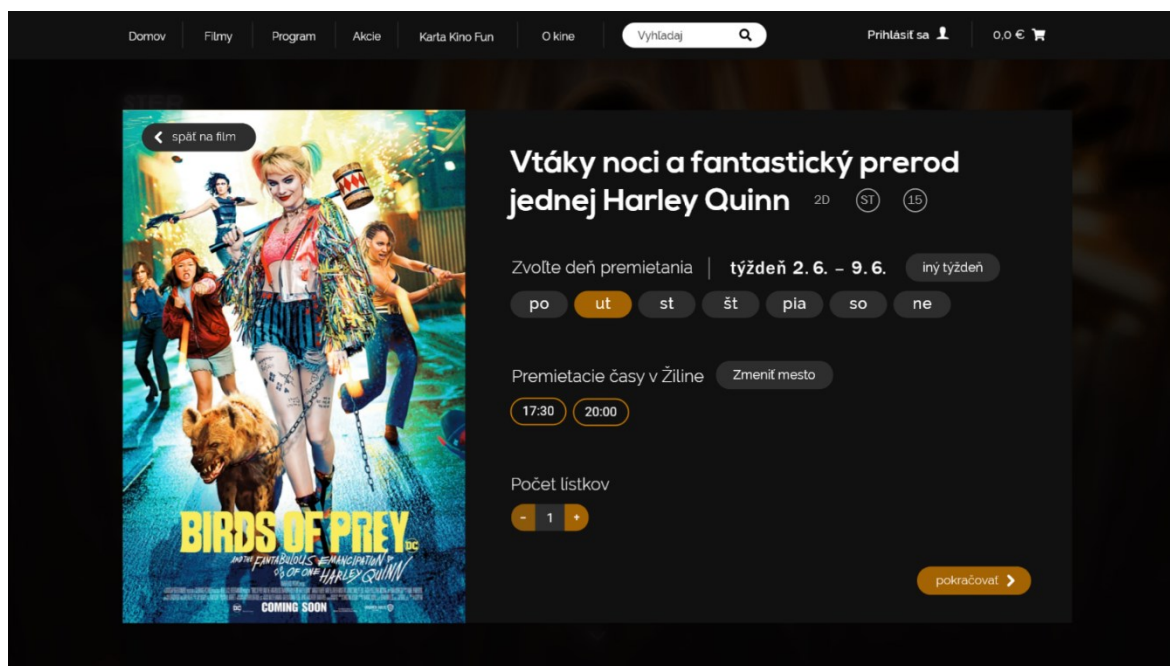 Domov Filmy Program Akcie Karta Kino Fun O kine Vyhľadaj Prihlásiť sa 0,0 €
späť na film
Vtáky noci a fantastický prerod
jednej Harley Quinn 2D ST 15
Zvoľte deň premietania týždeň 2. 6. – 9. 6. iný týždeň
po ut st št pia so ne
Premietacie časy v Žiline Zmeniť mesto
17:30 20:00
Počet lístkov
- 1 +
pokračovať
BIRDS OF PREY
DC
AND THE FANTABULOUS EMANCIPATION
OF ONE HARLEY QUINN
COMING SOON